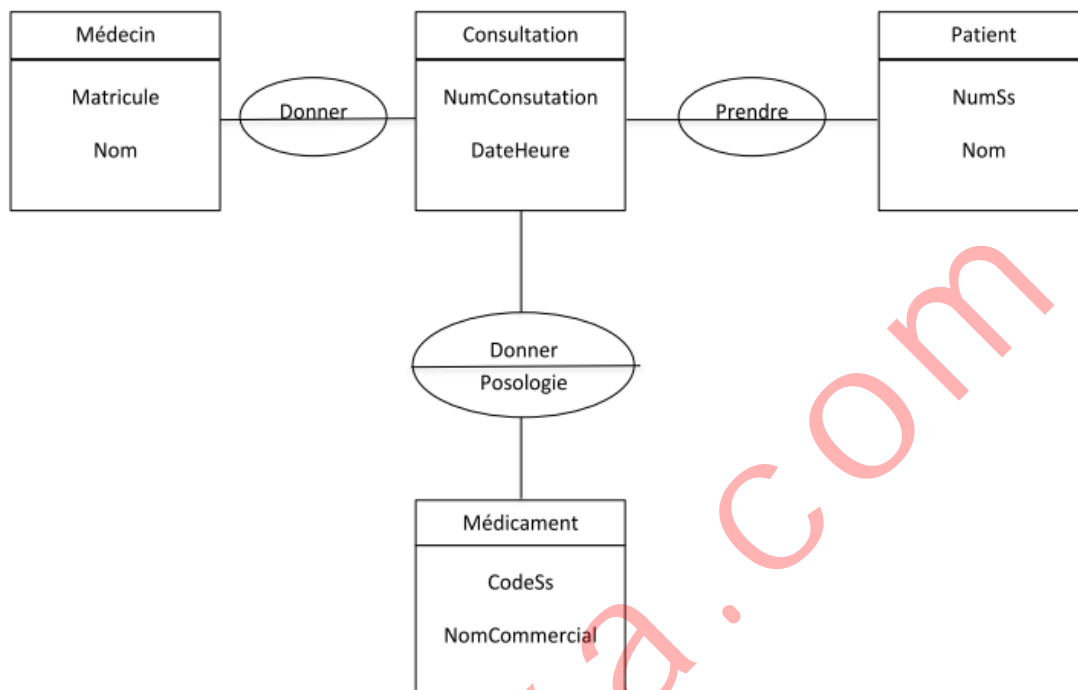 Médecin
Matricule
Nom
Donner
Consultation
NumConsutation
DateHeure
Prendre
Patient
NumSs
Nom
Donner
Posologie
Médicament
CodeSs
NomCommercial
a.com